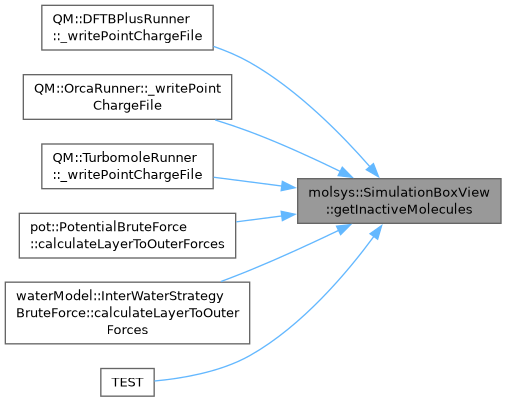 QM::DFTBPlusRunner
::_writePointChargeFile
QM::OrcaRunner::_writePoint
ChargeFile
QM::TurbomoleRunner
::_writePointChargeFile
molsys::SimulationBoxView
::getInactiveMolecules
pot::PotentialBruteForce
::calculateLayerToOuterForces
waterModel::InterWaterStrategy
BruteForce::calculateLayerToOuter
Forces
TEST